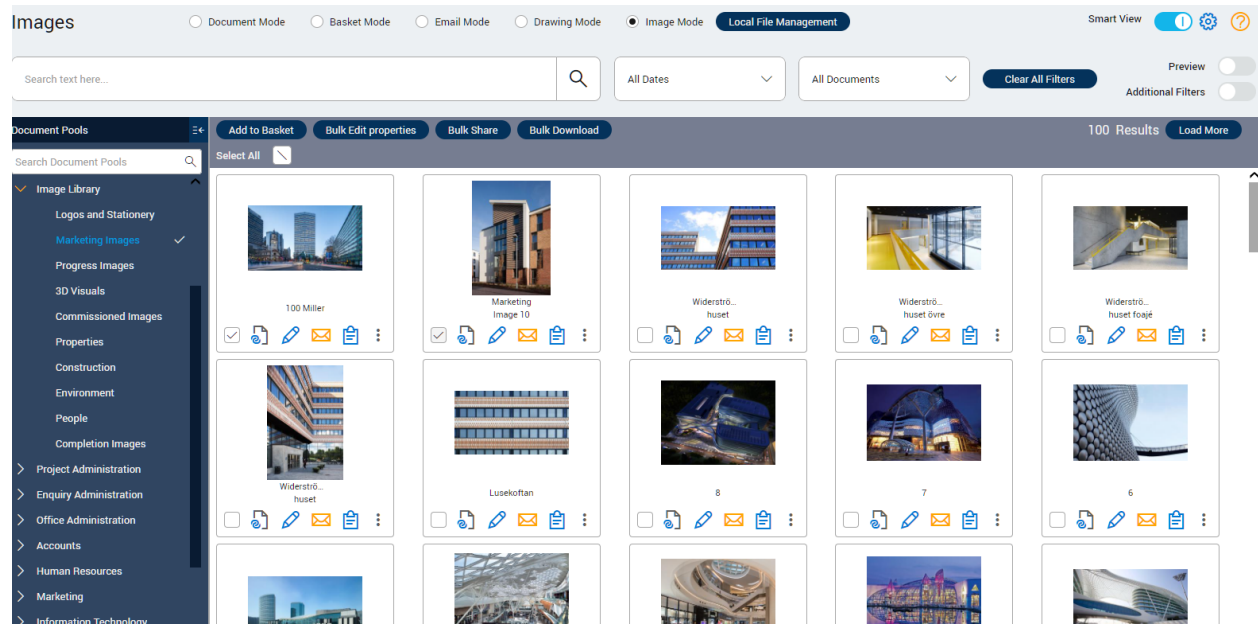 Images
Document Mode
Basket Mode
Email Mode
Drawing Mode
Image Mode
Local File Management
Smart View
Search text here...
All Dates
All Documents
Clear All Filters
Preview
Additional Filters
Document Pools
Add to Basket
Bulk Edit properties
Bulk Share
Bulk Download
100 Results
Load More
Search Document Pools
Select All
Image Library
Logos and Stationery
Marketing Images
Progress Images
3D Visuals
Commissioned Images
Properties
Construction
Environment
People
Completion Images
Project Administration
Enquiry Administration
Office Administration
Accounts
Human Resources
Marketing
Information Technology
100 Miller
Marketing
Image 10
Widerströ...
huset
Widerströ...
huset övre
Widerströ...
huset foajé
Widerströ...
huset
Lusekoftan
8
7
6